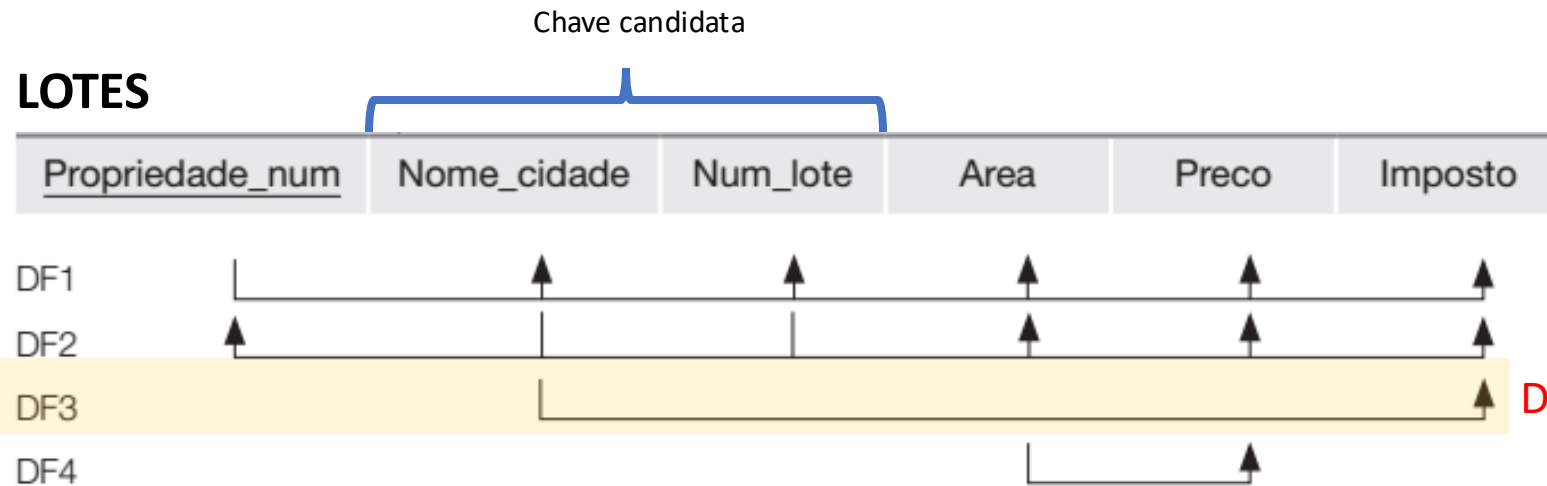 Chave candidata
LOTES
Propriedade_num Nome_cidade Num_lote Area Preco Imposto
DF1
DF2
DF3 D
DF4